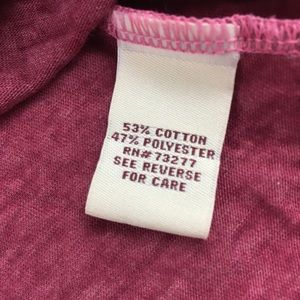 53% COTTON
47% POLYESTER
RN# 73277
SEE REVERSE
FOR CARE